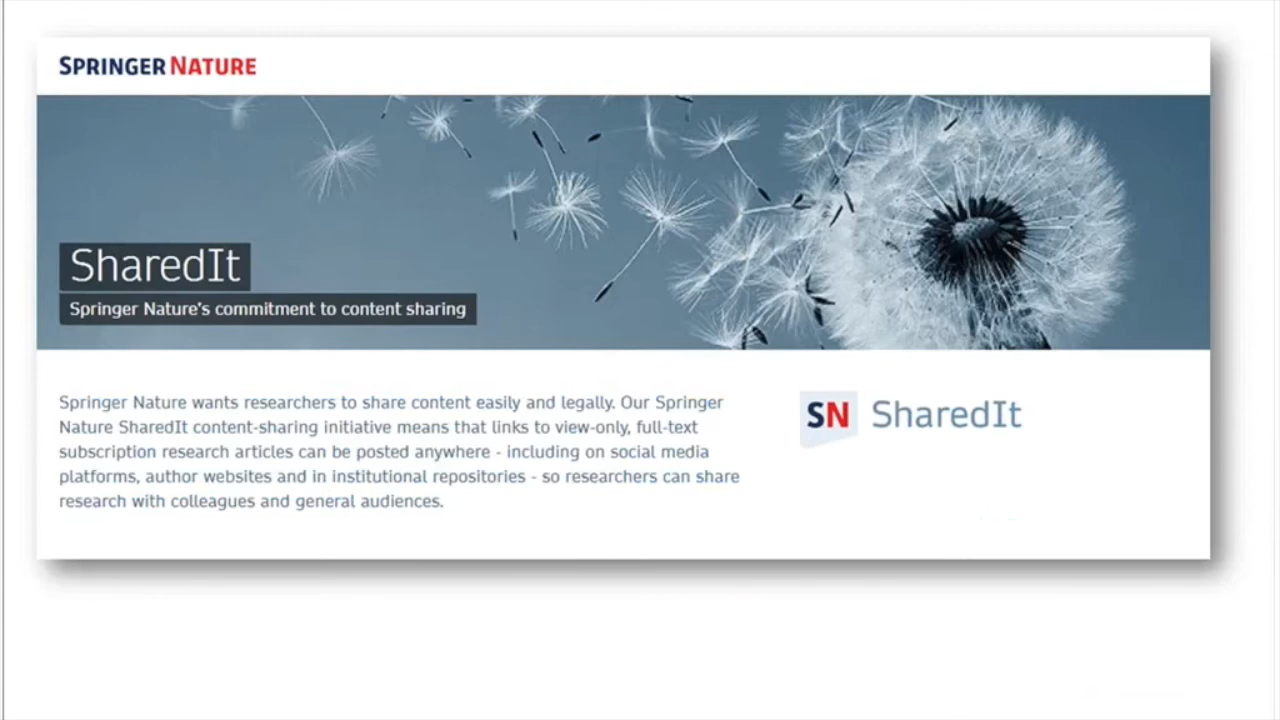 SPRINGER NATURE
SharedIt
Springer Nature's commitment to content sharing
Springer Nature wants researchers to share content easily and legally. Our Springer
Nature SharedIt content-sharing initiative means that links to view-only, full-text
subscription research articles can be posted anywhere - including on social media
platforms, author websites and in institutional repositories - so researchers can share
research with colleagues and general audiences.
SN SharedIt